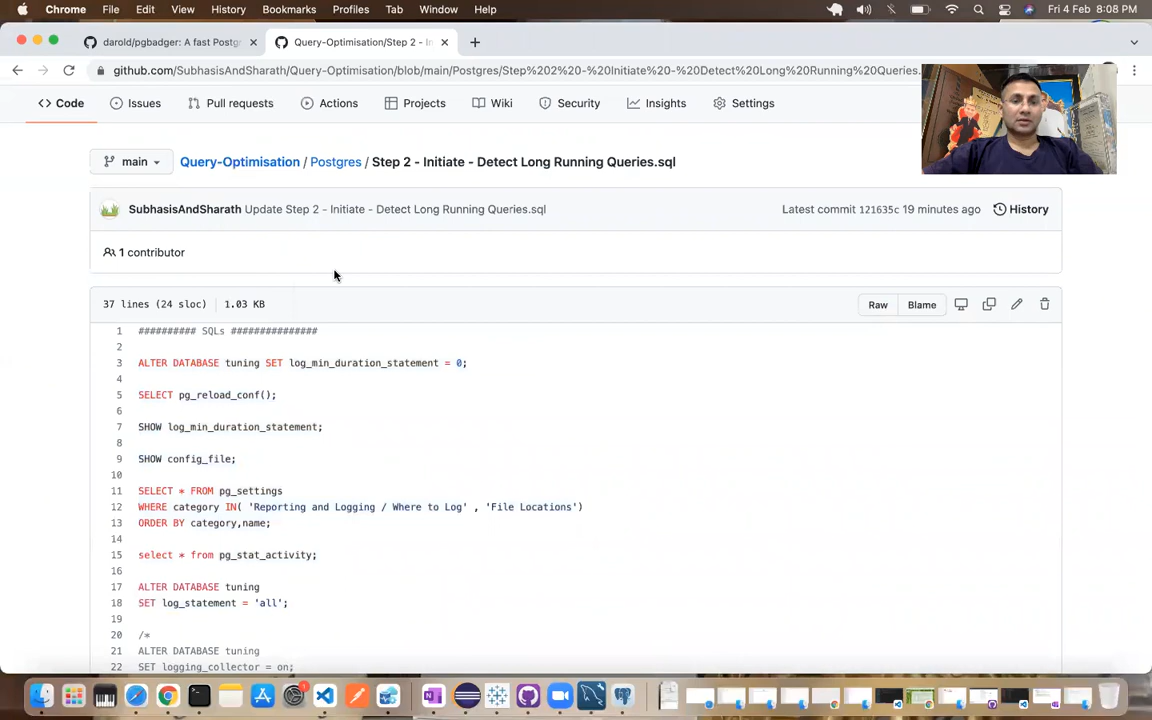 Chrome File Edit View History Bookmarks Profiles Tab Window Help Fri 4 Feb 8:08 PM
darold/pgbadger: A fast Postgr Query-Optimisation/Step 2 - In
github.com/SubhasisAndSharath/Query-Optimisation/blob/main/Postgres/Step%202%20-%20Initiate%20-%20Detect%20Long%20Running%20Queries.
Code Issues Pull requests Actions Projects Wiki Security Insights Settings
main Query-Optimisation / Postgres / Step 2 - Initiate - Detect Long Running Queries.sql
SubhasisAndSharath Update Step 2 - Initiate - Detect Long Running Queries.sql Latest commit 121635c 19 minutes ago History
1 contributor
37 lines (24 sloc) 1.03 KB Raw Blame
1 ########## SQLs ###############
2
3 ALTER DATABASE tuning SET log_min_duration_statement = 0;
4
5 SELECT pg_reload_conf();
6
7 SHOW log_min_duration_statement;
8
9 SHOW config_file;
10
11 SELECT * FROM pg_settings
12 WHERE category IN( 'Reporting and Logging / Where to Log' , 'File Locations')
13 ORDER BY category,name;
14
15 select * from pg_stat_activity;
16
17 ALTER DATABASE tuning
18 SET log_statement = 'all';
19
20 /*
21 ALTER DATABASE tuning
22 SET logging_collector = on;